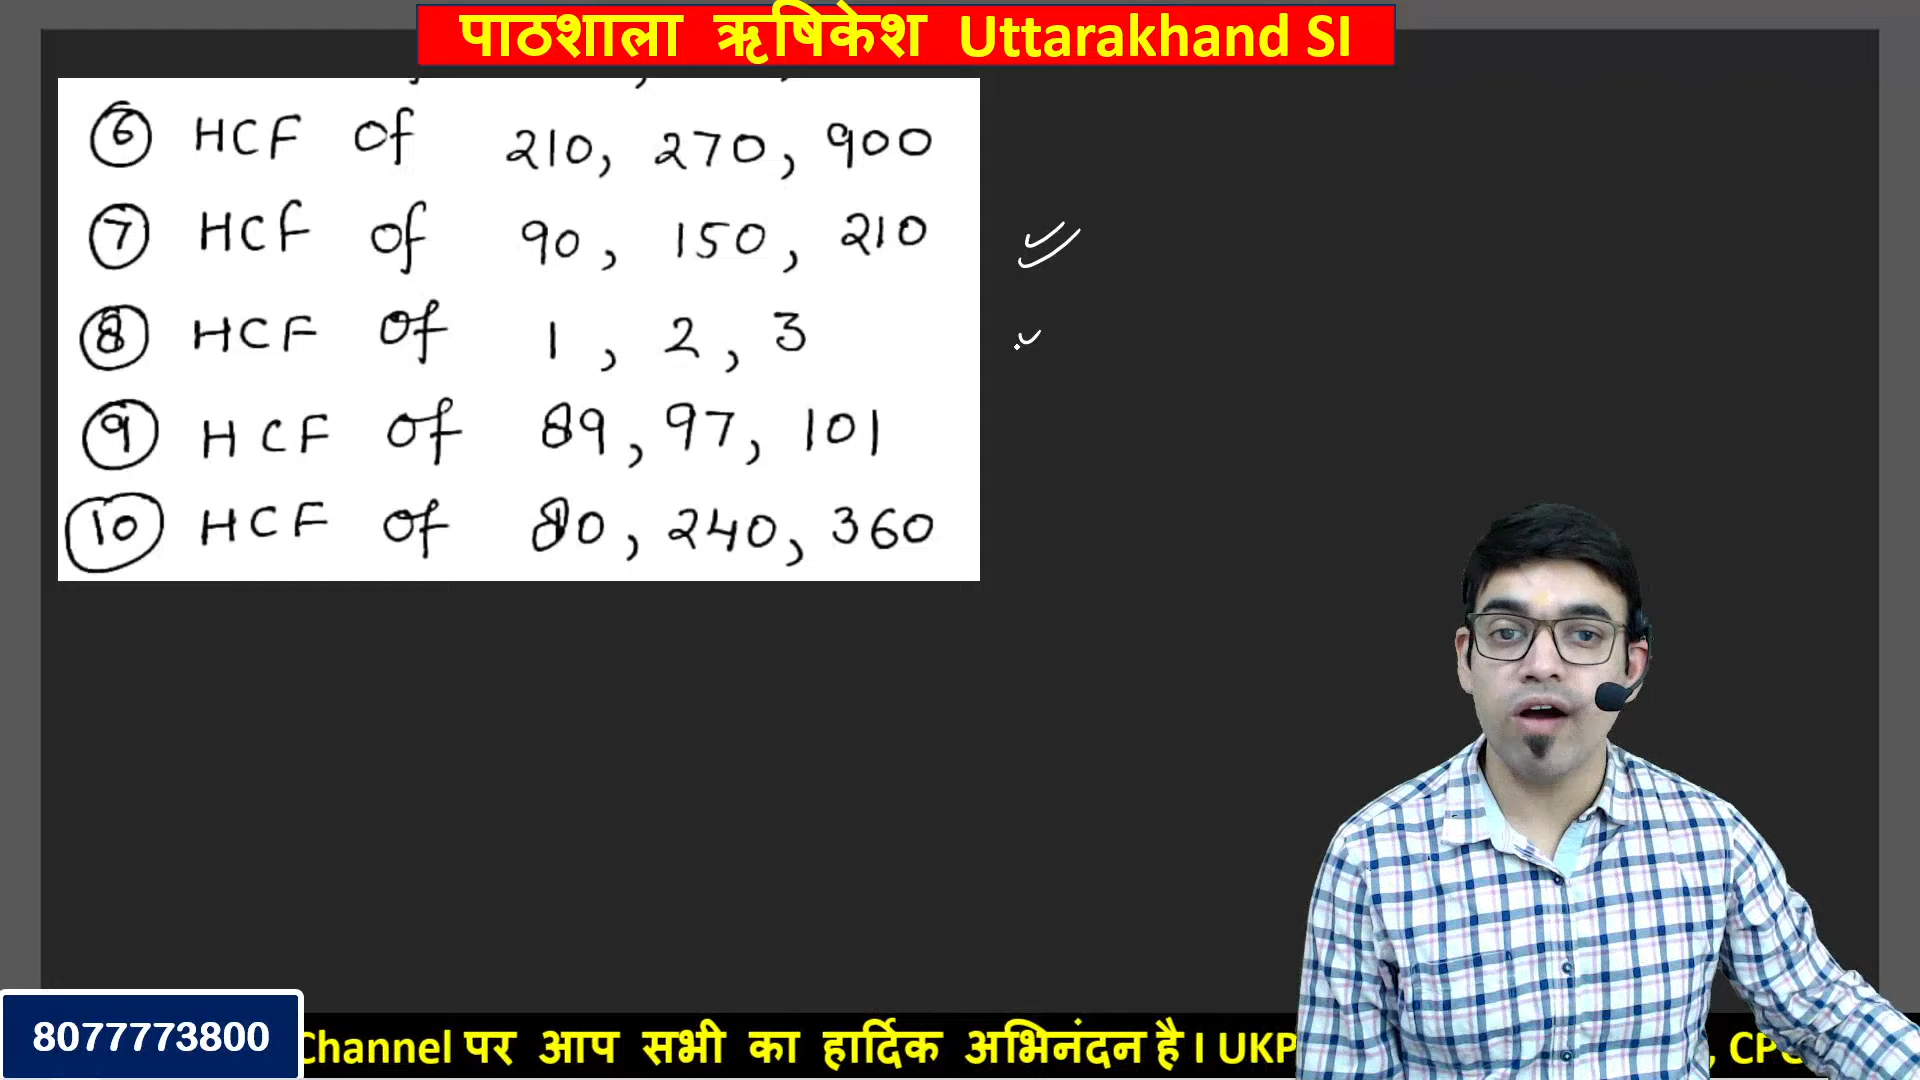 पाठशाला ऋषिकेश Uttarakhand SI
6 HCF of 210, 270, 900
7 HCF of 90, 150, 210
8 HCF of 1, 2, 3
9 HCF of 89, 97, 101
10 HCF of 80, 240, 360
8077773800
Channel पर आप सभी का हार्दिक अभिनंदन है I UKP